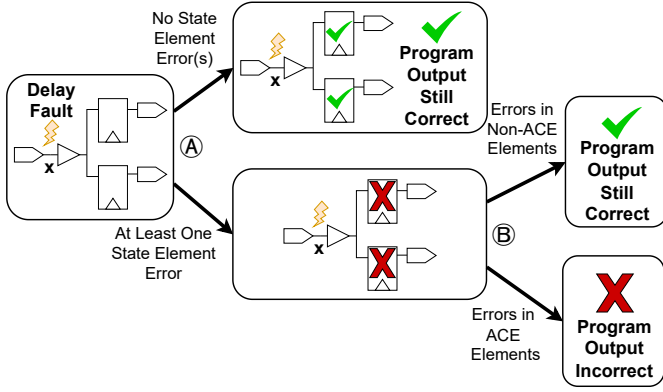 No State
Element
Error(s)
x
Program
Output
Still
Correct
Delay
Fault
x
A
Errors in
Non-ACE
Elements
Program
Output
Still
Correct
At Least One
State Element
Error
x
B
Errors in
ACE
Elements
Program
Output
Incorrect